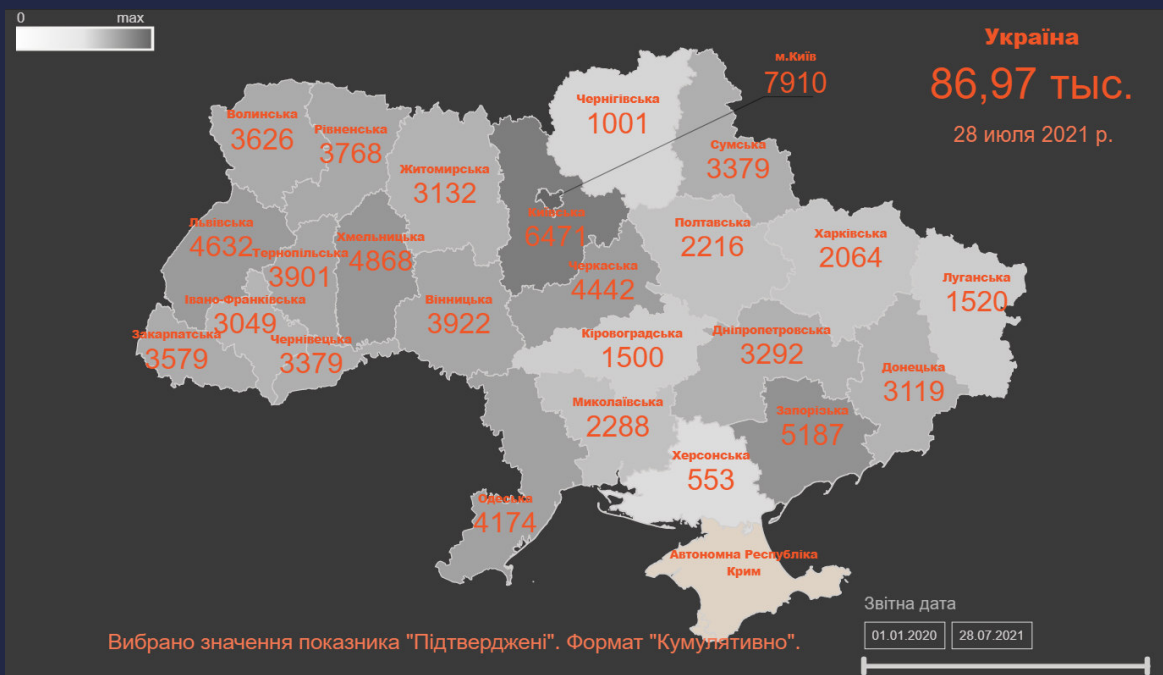 0 max
Україна
86,97 тыс.
28 июля 2021 р.
м.Київ
7910
Чернігівська
1001
Волинська
3626
Рівненська
3768
Сумська
3379
Житомирська
3132
Київська
6471
Львівська
4632
Тернопільська
3901
Хмельницька
4868
Полтавська
2216
Харківська
2064
Черкаська
4442
Луганська
1520
Івано-Франківська
3049
Вінницька
3922
Закарпатська
3579
Чернівецька
3379
Кіровоградська
1500
Дніпропетровська
3292
Донецька
3119
Миколаївська
2288
Запорізька
5187
Херсонська
553
Одеська
4174
Автономна Республіка
Крим
Звітна дата
01.01.2020 28.07.2021
Вибрано значення показника "Підтверджені". Формат "Кумулятивно".